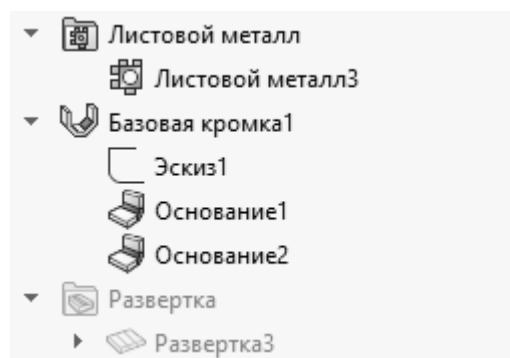 Листовой металл
Листовой металл3
Базовая кромка1
Эскиз1
Основание1
Основание2
Развертка
Развертка3